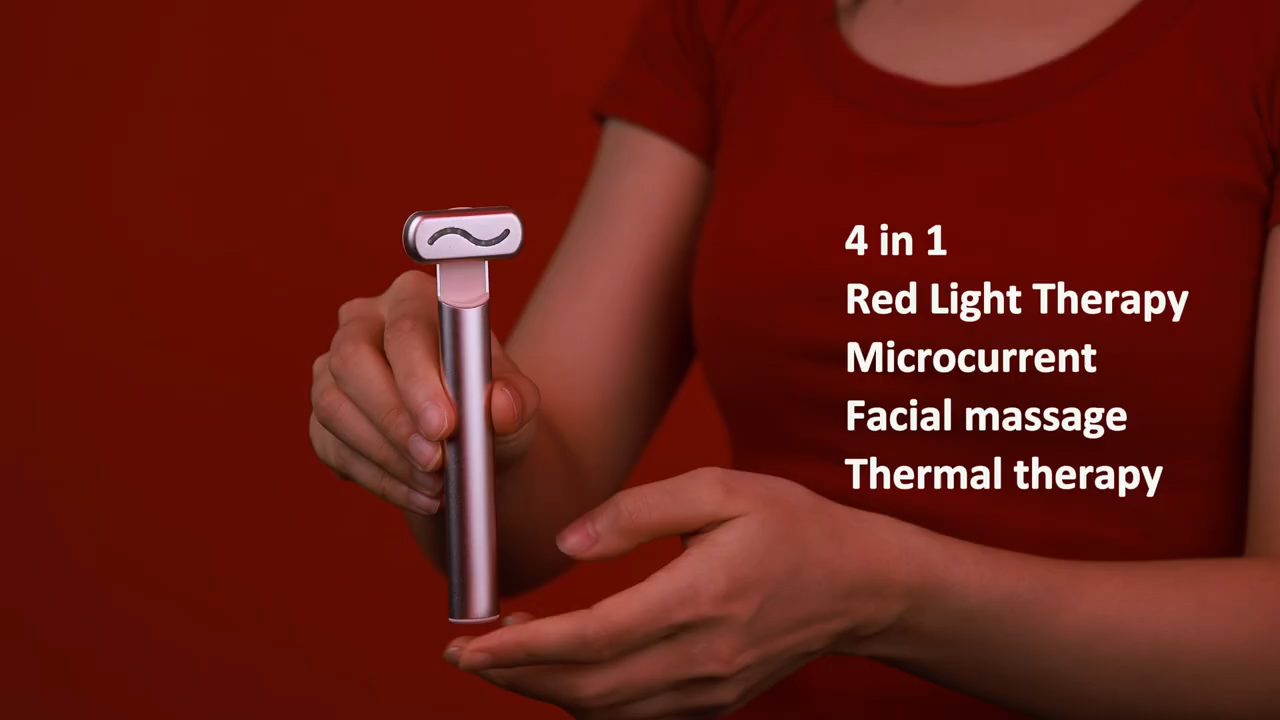 4 in 1
Red Light Therapy
Microcurrent
Facial massage
Thermal therapy